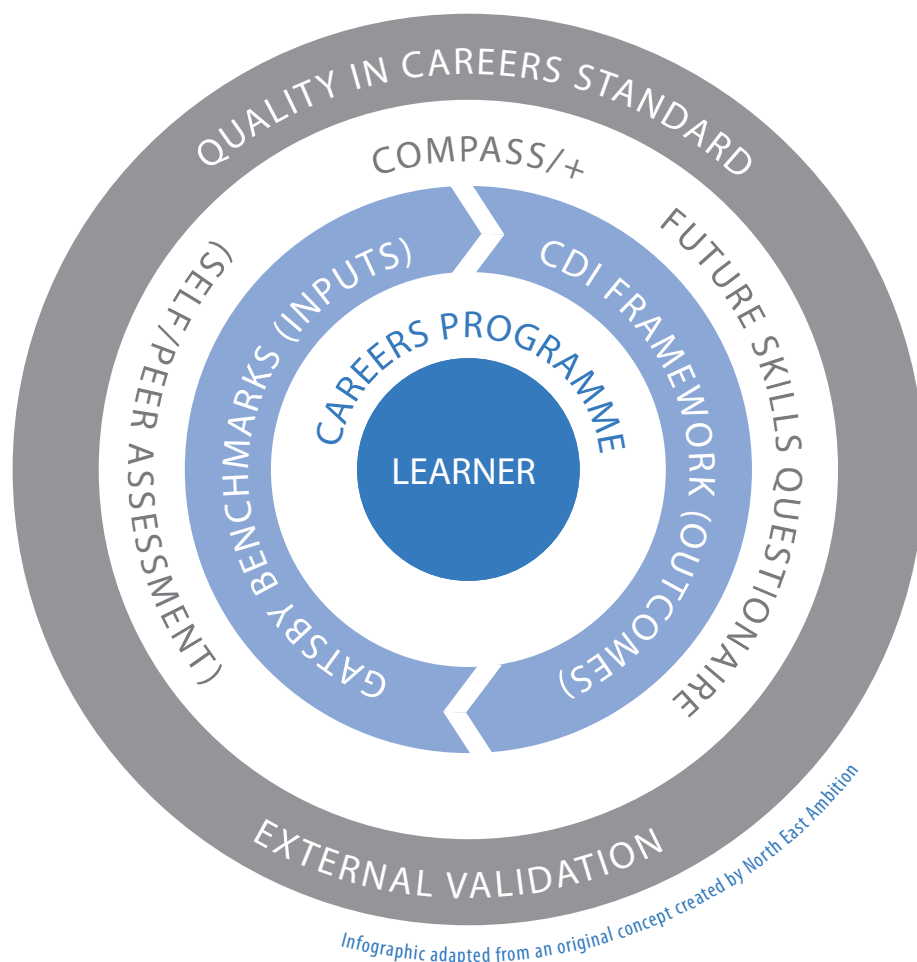 QUALITY IN CAREERS STANDARD
COMPASS/+
(SELF/PEER ASSESSMENT)
FUTURE SKILLS QUESTIONAIRE
GATSBY BENCHMARKS (INPUTS)
CDI FRAMEWORK (OUTCOMES)
CAREERS PROGRAMME
LEARNER
EXTERNAL VALIDATION
Infographic adapted from an original concept created by North East Ambition